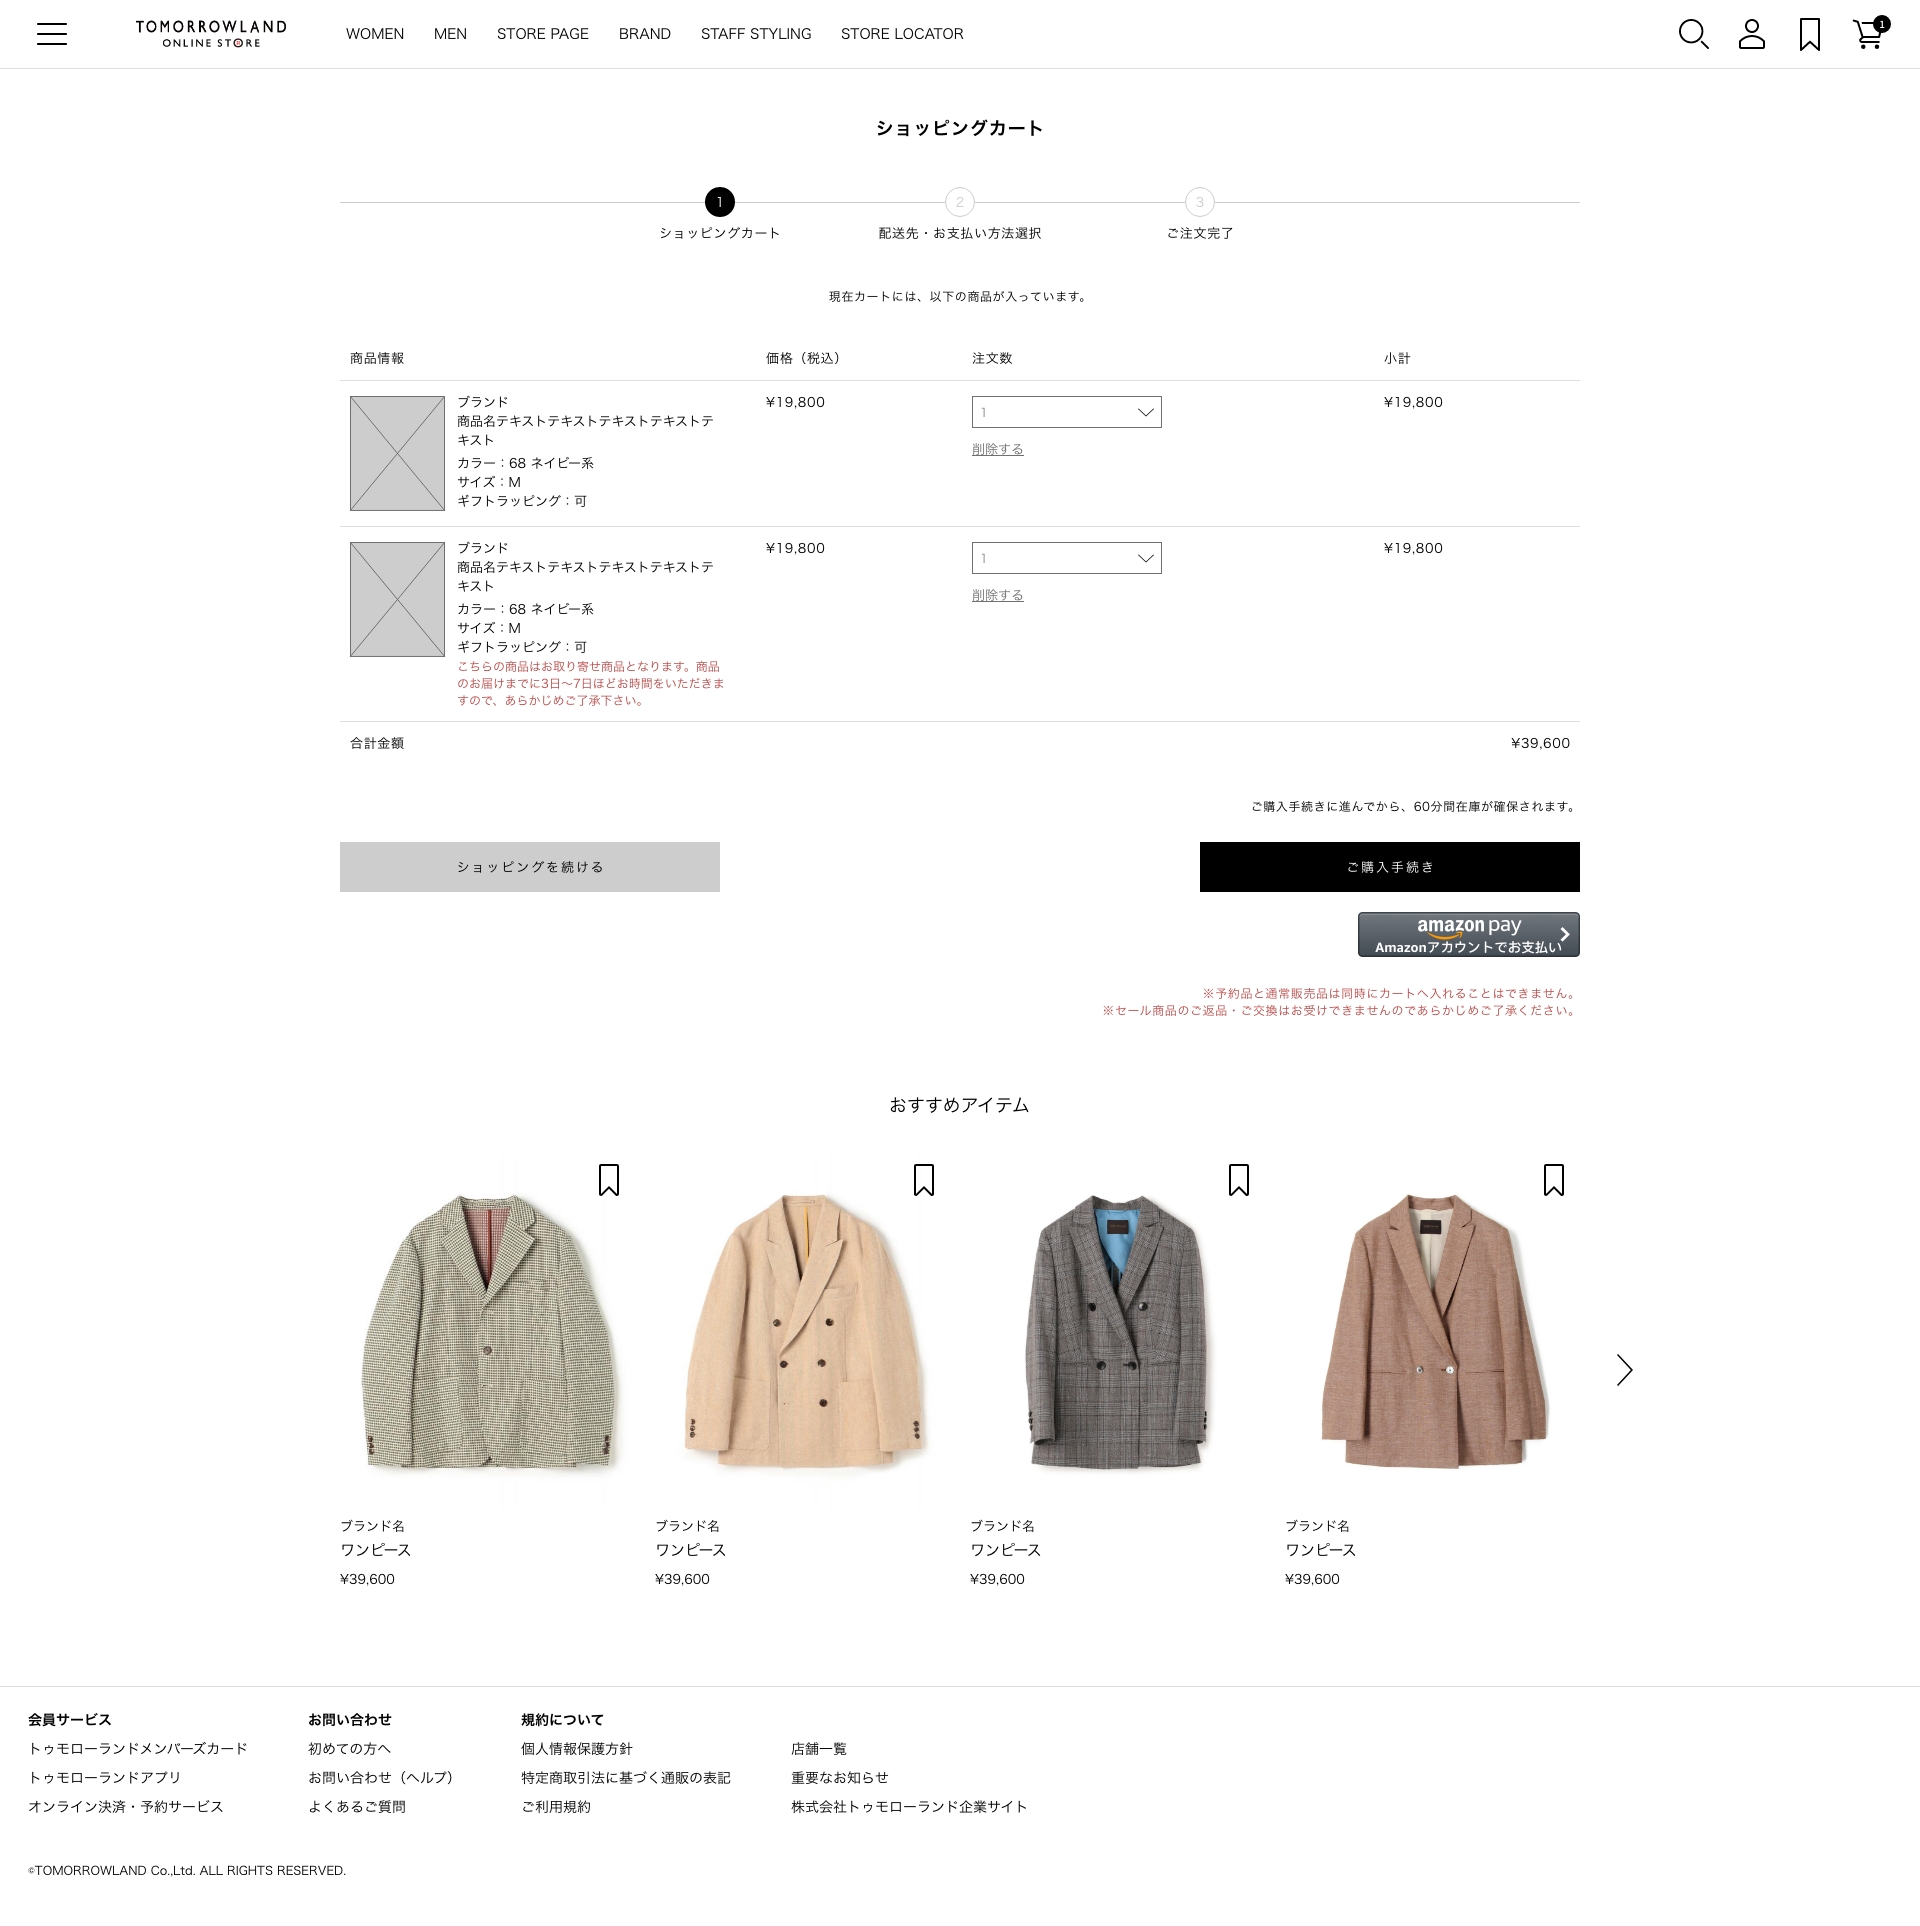 TOMORROWLAND
ONLINE STORE
WOMEN MEN STORE PAGE BRAND STAFF STYLING STORE LOCATOR
1
ショッピングカート
1 2 3
ショッピングカート 配送先・お支払い方法選択 ご注文完了
現在カートには、以下の商品が入っています。
商品情報 価格（税込） 注文数 小計
ブランド ¥19,800 1 ¥19,800
商品名テキストテキストテキストテキストテ
キスト
削除する
カラー：68 ネイビー系
サイズ：M
ギフトラッピング：可
ブランド ¥19,800 1 ¥19,800
商品名テキストテキストテキストテキストテ
キスト
削除する
カラー：68 ネイビー系
サイズ：M
ギフトラッピング：可
こちらの商品はお取り寄せ商品となります。商品
のお届けまでに3日〜7日ほどお時間をいただきま
すので、あらかじめご了承下さい。
合計金額 ¥39,600
ご購入手続きに進んでから、60分間在庫が確保されます。
ショッピングを続ける ご購入手続き
amazon pay
Amazonアカウントでお支払い
※予約品と通常販売品は同時にカートへ入れることはできません。
※セール商品のご返品・ご交換はお受けできませんのであらかじめご了承ください。
おすすめアイテム
ブランド名 ブランド名 ブランド名 ブランド名
ワンピース ワンピース ワンピース ワンピース
¥39,600 ¥39,600 ¥39,600 ¥39,600
会員サービス お問い合わせ 規約について
トゥモローランドメンバーズカード 初めての方へ 個人情報保護方針 店舗一覧
トゥモローランドアプリ お問い合わせ（ヘルプ） 特定商取引法に基づく通販の表記 重要なお知らせ
オンライン決済・予約サービス よくあるご質問 ご利用規約 株式会社トゥモローランド企業サイト
©TOMORROWLAND Co.,Ltd. ALL RIGHTS RESERVED.